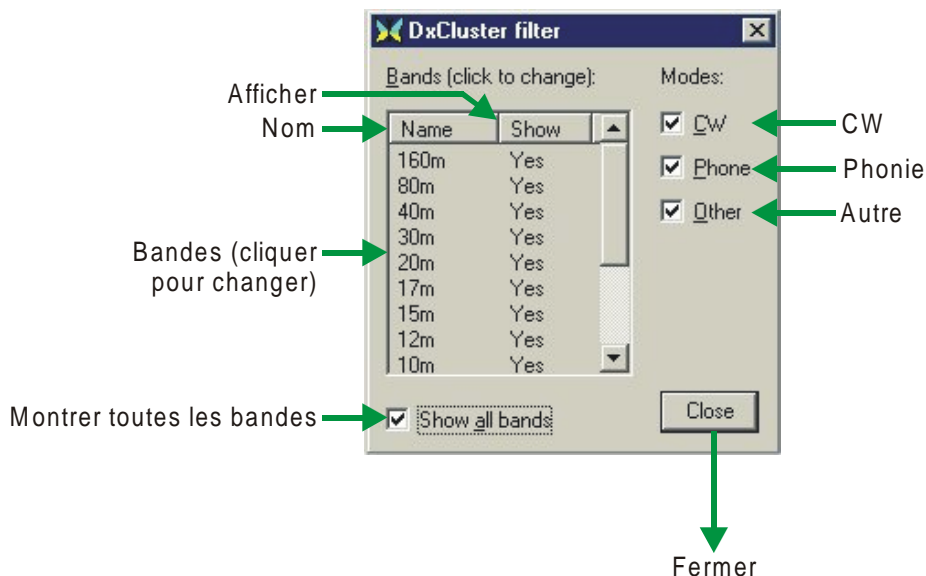 DxCluster filter
Bands (click to change):
Modes:
Afficher
Nom
Name Show
CW
CW
160m Yes
Phone
Phonie
80m Yes
Other
Autre
40m Yes
30m Yes
Bandes (cliquer
pour changer)
20m Yes
17m Yes
15m Yes
12m Yes
10m Yes
Montrer toutes les bandes
Show all bands
Close
Fermer